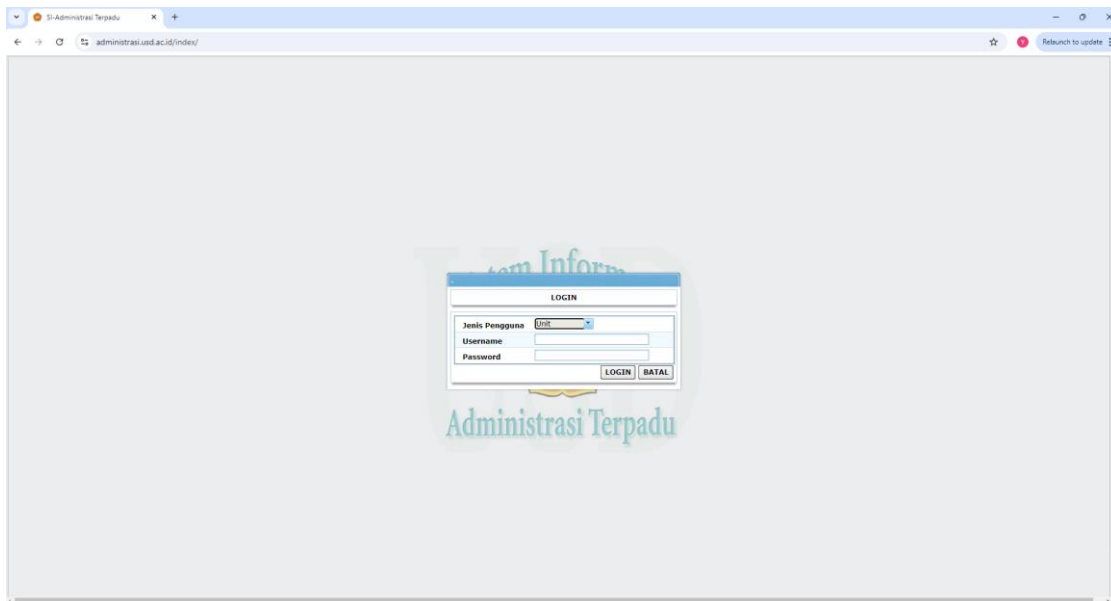 SI-Administrasi Terpadu
administrasi.usd.ac.id/index/
Relaunch to update
LOGIN
Jenis Pengguna Unit
Username
Password
LOGIN BATAL
Administrasi Terpadu